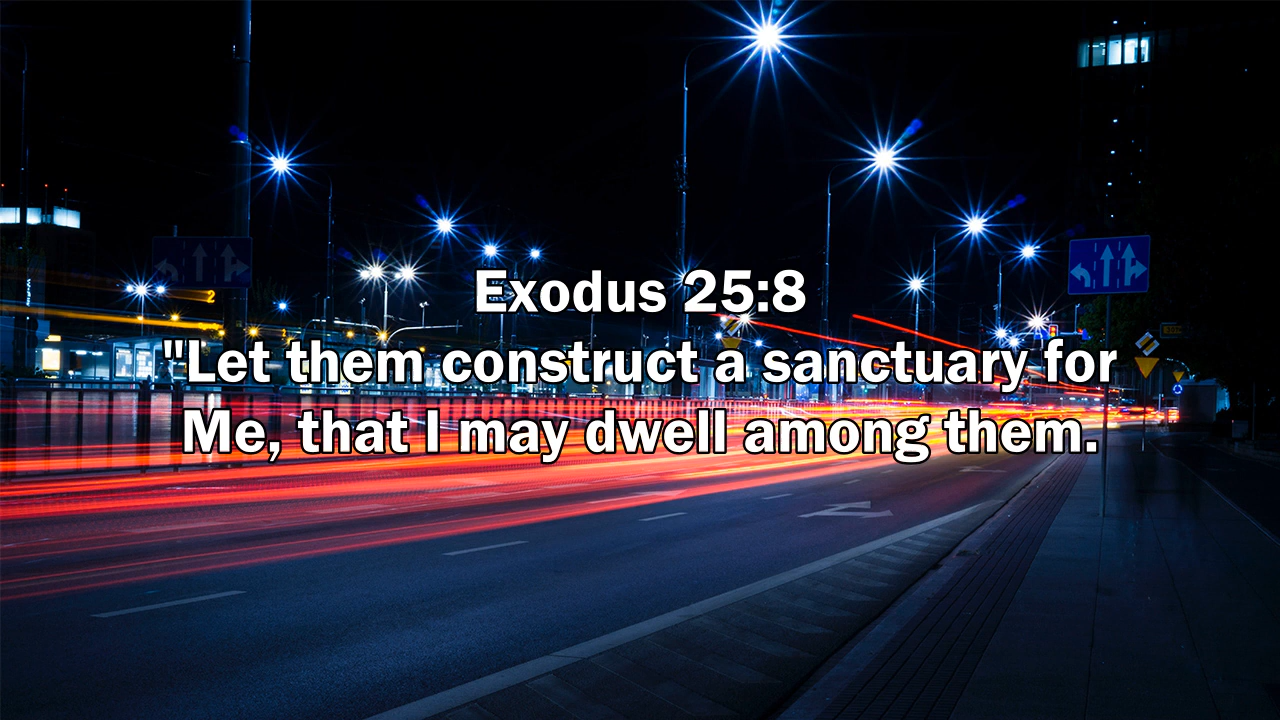 Exodus 25:8
"Let them construct a sanctuary for
Me, that I may dwell among them.